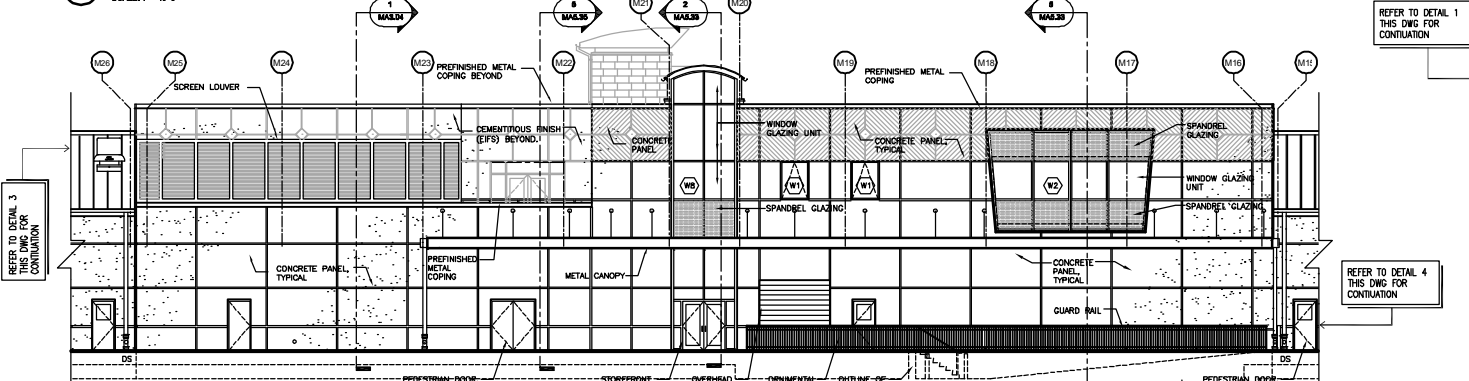 1
MA3.04
5
MA5.35
M21
2
MA5.33
M20
MA5.33
REFER TO DETAIL 1
THIS DWG FOR
CONTIUATION
M26
M25
M24
M23
M22
M19
M18
M17
M16
SCREEN LOUVER
PREFINISHED METAL
COPING BEYOND
PREFINISHED METAL
COPING
CEMENTITIOUS FINISH
(EIFS) BEYOND.
CONCRETE
PANEL
WINDOW
GLAZING UNIT
CONCRETE PANEL,
TYPICAL
SPANDREL
GLAZING
W8
W1
W1
W2
WINDOW GLAZING
UNIT
SPANDREL GLAZING
SPANDREL GLAZING
REFER TO DETAIL 3
THIS DWG FOR
CONTIUATION
CONCRETE PANEL,
TYPICAL
PREFINISHED
METAL
COPING
METAL CANOPY
CONCRETE
PANEL,
TYPICAL
GUARD RAIL
REFER TO DETAIL 4
THIS DWG FOR
CONTIUATION
DS
DS
PEDESTRIAN DOOR
STOREFRONT
OVERHEAD
ORNIMENTAL
OUTLINE OF
PEDESTRIAN DOOR